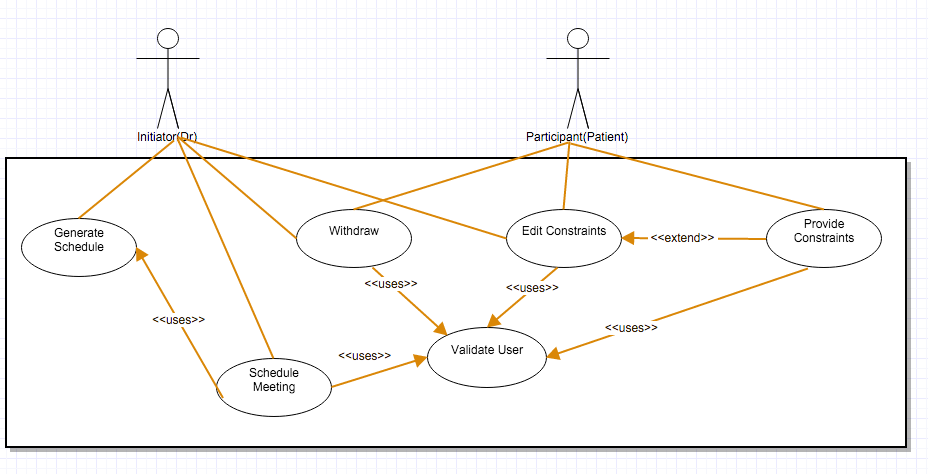 Initiator(Dr)
Participant(Patient)
Generate
Schedule
Withdraw
Edit Constraints
<<extend>>
Provide
Constraints
<<uses>>
<<uses>>
<<uses>>
<<uses>>
<<uses>>
Validate User
Schedule
Meeting